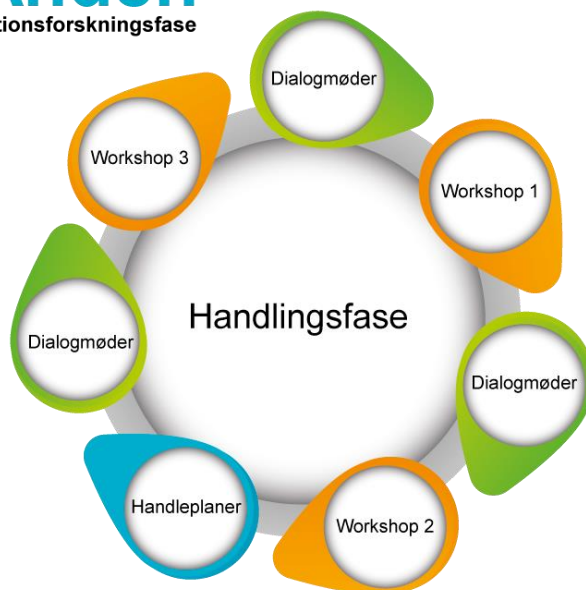 tionsforskningsfase
Dialogmøder
Workshop 3
Workshop 1
Handlingsfase
Dialogmøder
Dialogmøder
Handleplaner
Workshop 2